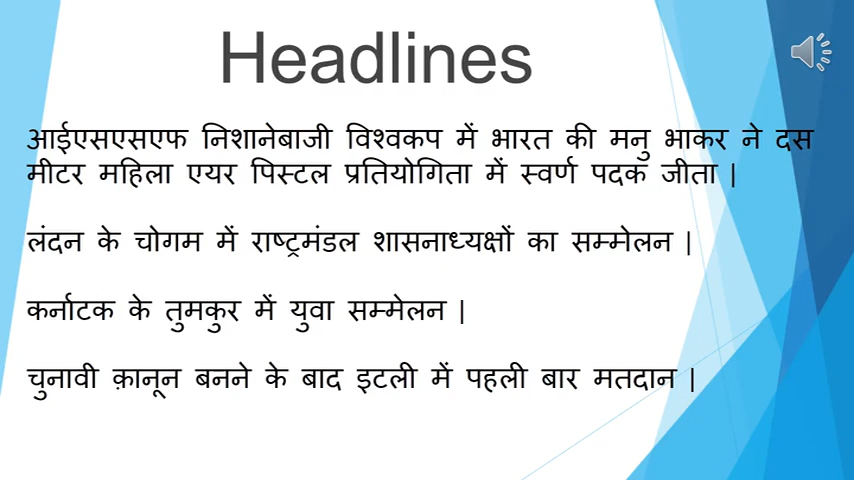 Headlines
आईएसएसएफ निशानेबाजी विश्वकप में भारत की मनु भाकर ने दस
मीटर महिला एयर पिस्टल प्रतियोगिता में स्वर्ण पदक जीता |
लंदन के चोगम में राष्ट्रमंडल शासनाध्यक्षों का सम्मेलन |
कर्नाटक के तुमकुर में युवा सम्मेलन |
चुनावी क़ानून बनने के बाद इटली में पहली बार मतदान |